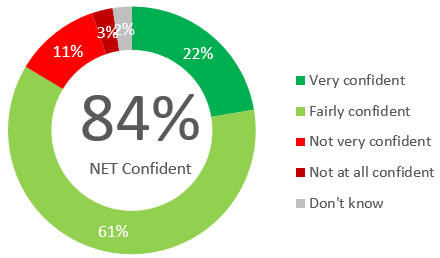 3%
2%
11%
22%
84%
NET Confident
61%
Very confident
Fairly confident
Not very confident
Not at all confident
Don't know